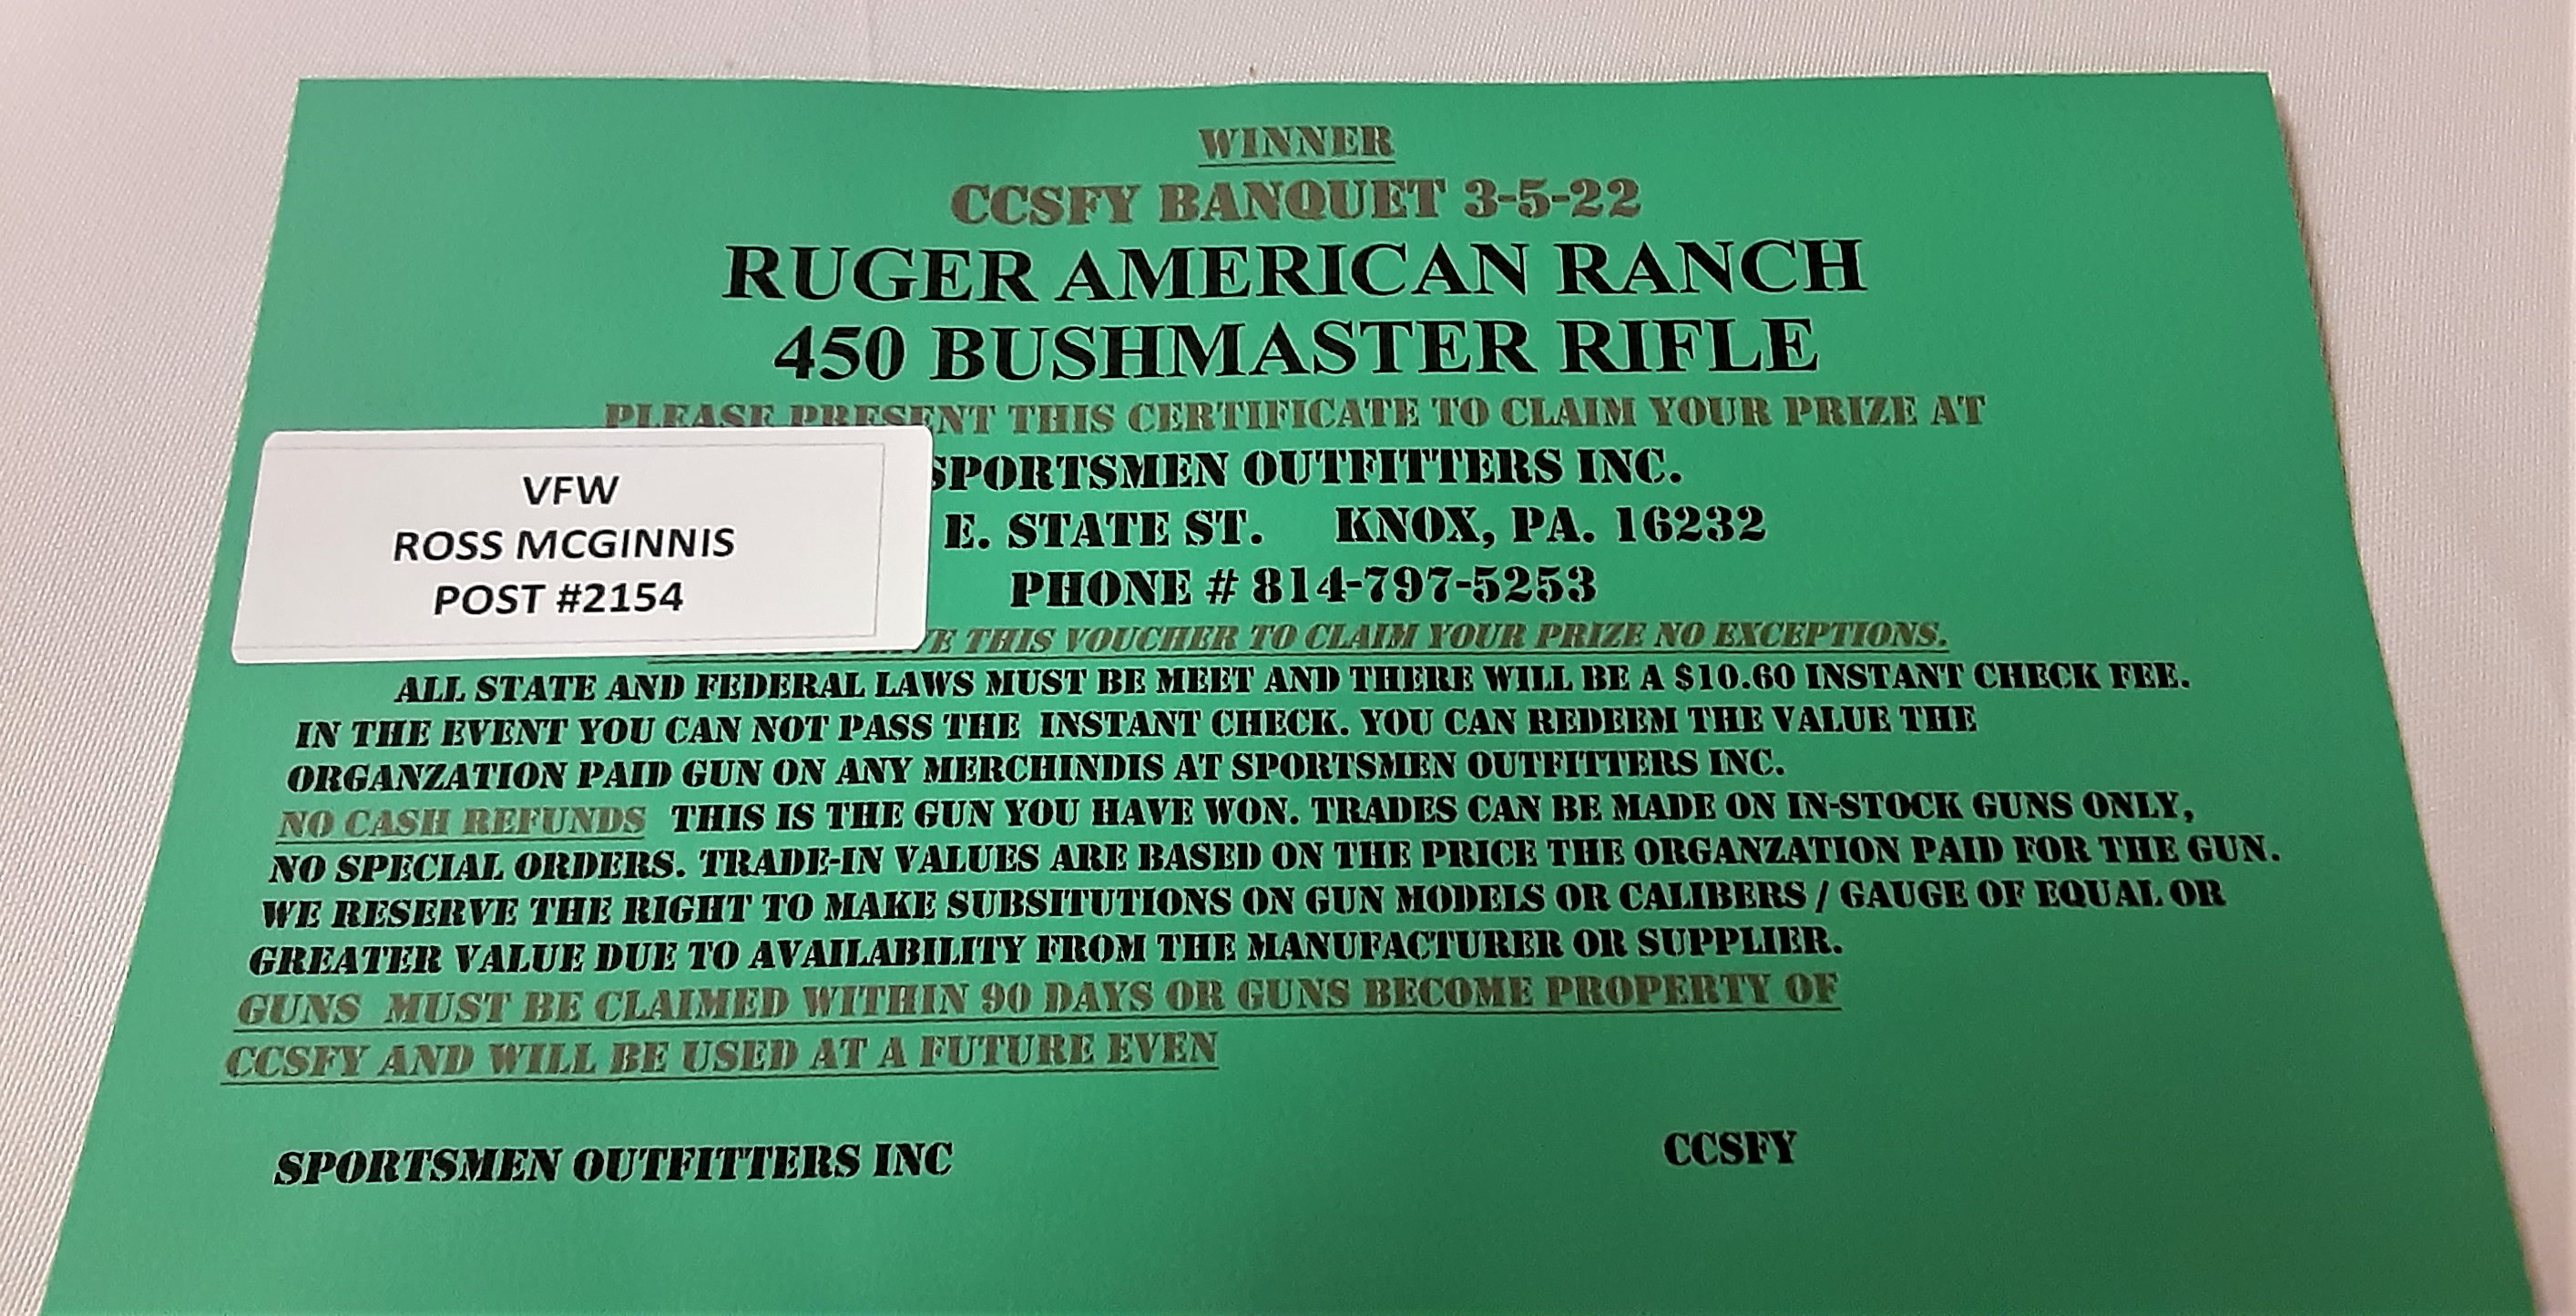 WINNER
CCSFY BANQUET 3-5-22
RUGER AMERICAN RANCH
450 BUSHMASTER RIFLE
PLEASE PRESENT THIS CERTIFICATE TO CLAIM YOUR PRIZE AT
SPORTSMEN OUTFITTERS INC.
E. STATE ST. KNOX, PA. 16232
PHONE # 814-797-5253
VFW
ROSS MCGINNIS
POST #2154
THIS VOUCHER TO CLAIM YOUR PRIZE NO EXCEPTIONS.
ALL STATE AND FEDERAL LAWS MUST BE MEET AND THERE WILL BE A $10.60 INSTANT CHECK FEE.
IN THE EVENT YOU CAN NOT PASS THE INSTANT CHECK. YOU CAN REDEEM THE VALUE THE
ORGANZATION PAID GUN ON ANY MERCHINDIS AT SPORTSMEN OUTFITTERS INC.
NO CASH REFUNDS THIS IS THE GUN YOU HAVE WON. TRADES CAN BE MADE ON IN-STOCK GUNS ONLY,
NO SPECIAL ORDERS. TRADE-IN VALUES ARE BASED ON THE PRICE THE ORGANZATION PAID FOR THE GUN.
WE RESERVE THE RIGHT TO MAKE SUBSITUTIONS ON GUN MODELS OR CALIBERS / GAUGE OF EQUAL OR
GREATER VALUE DUE TO AVAILABILITY FROM THE MANUFACTURER OR SUPPLIER.
GUNS MUST BE CLAIMED WITHIN 90 DAYS OR GUNS BECOME PROPERTY OF
CCSFY AND WILL BE USED AT A FUTURE EVEN
SPORTSMEN OUTFITTERS INC CCSFY